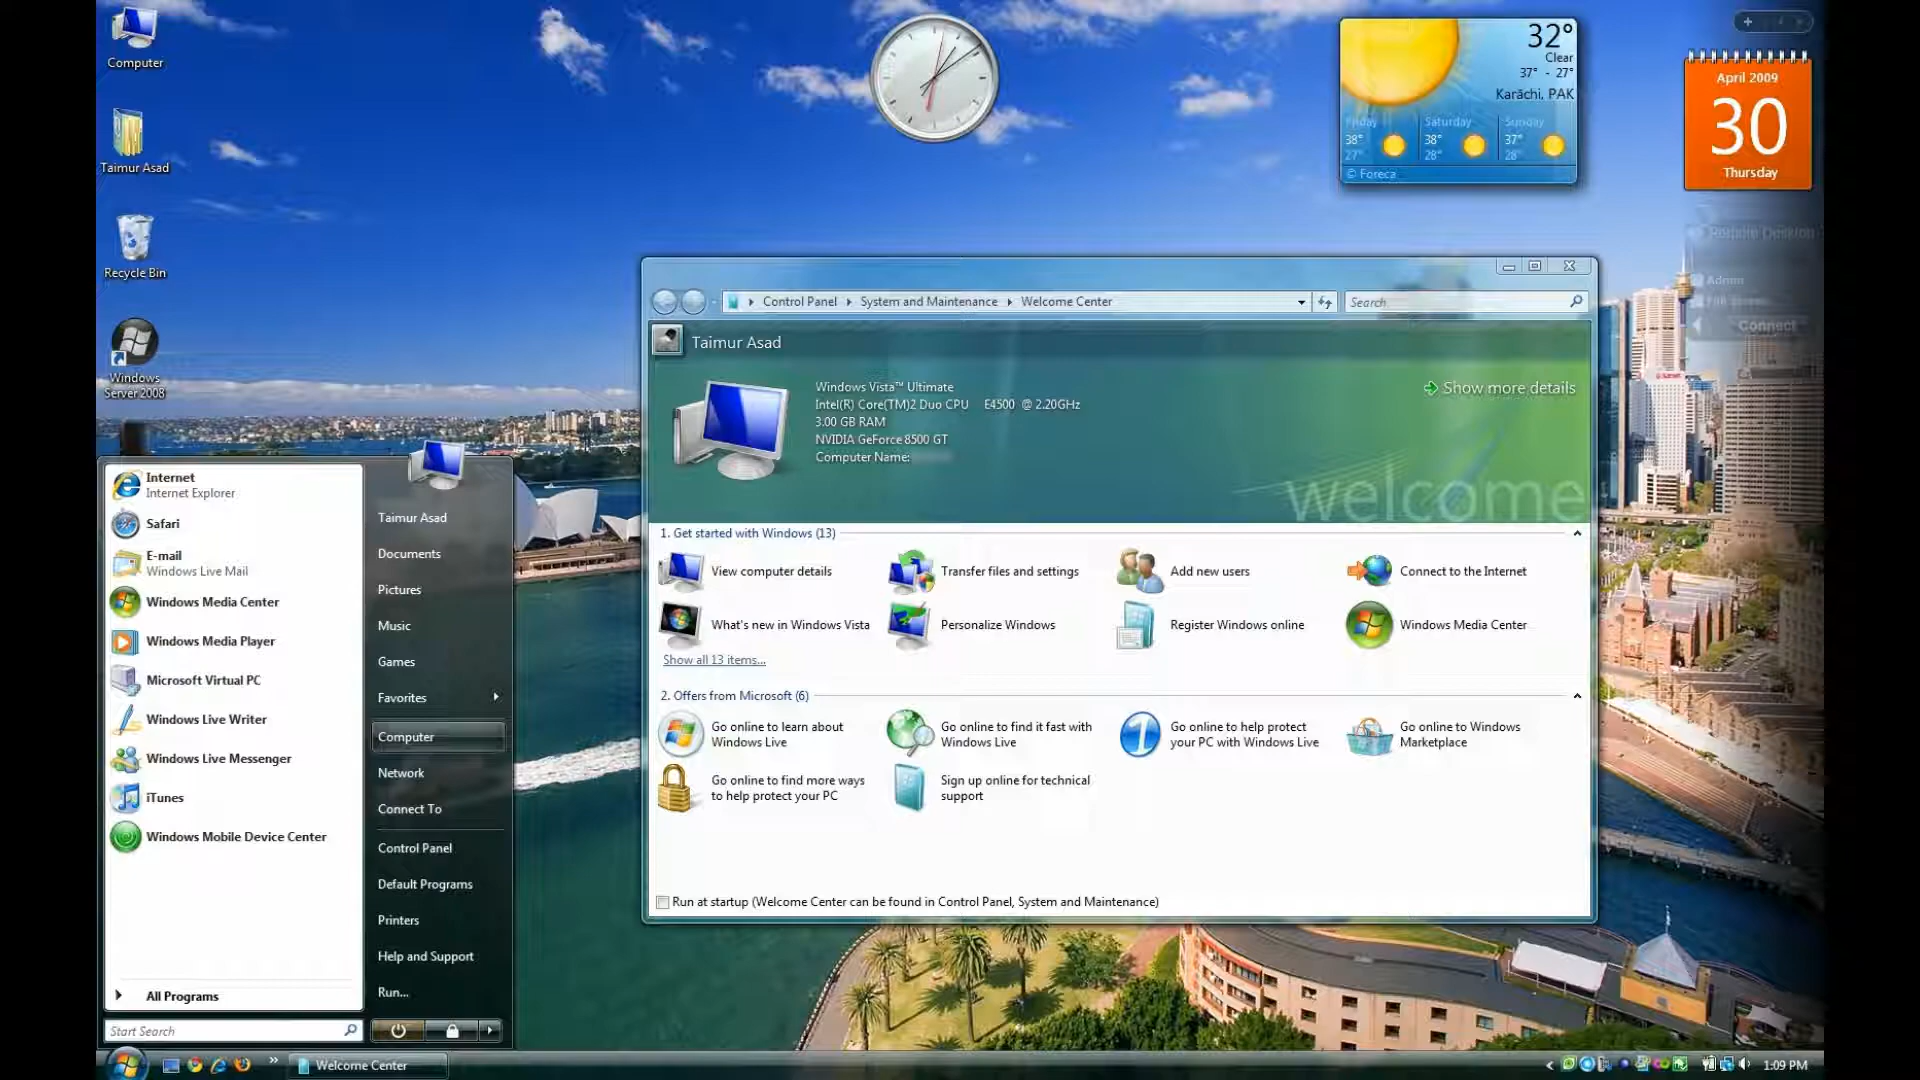 Computer
Taimur Asad
Recycle Bin
Windows
Server 2008
32°
Clear
37° - 27°
Karāchi, PAK
Friday
Saturday
Sunday
38°
38°
37°
27°
28°
28°
© Foreca
April 2009
30
Thursday
Remote Desktop
Admin
Connect
Control Panel
System and Maintenance
Welcome Center
Search
Taimur Asad
Windows Vista™ Ultimate
Intel(R) Core(TM)2 Duo CPU E4500 @ 2.20GHz
3.00 GB RAM
NVIDIA GeForce 8500 GT
Computer Name:
Show more details
welcome
1. Get started with Windows (13)
View computer details
Transfer files and settings
Add new users
Connect to the Internet
What's new in Windows Vista
Personalize Windows
Register Windows online
Windows Media Center
Show all 13 items...
2. Offers from Microsoft (6)
Go online to learn about
Windows Live
Go online to find it fast with
Windows Live
Go online to help protect
your PC with Windows Live
Go online to Windows
Marketplace
Go online to find more ways
to help protect your PC
Sign up online for technical
support
Run at startup (Welcome Center can be found in Control Panel, System and Maintenance)
Internet
Internet Explorer
Safari
E-mail
Windows Live Mail
Windows Media Center
Windows Media Player
Microsoft Virtual PC
Windows Live Writer
Windows Live Messenger
iTunes
Windows Mobile Device Center
All Programs
Start Search
Taimur Asad
Documents
Pictures
Music
Games
Favorites
Computer
Network
Connect To
Control Panel
Default Programs
Printers
Help and Support
Run...
Welcome Center
1:09 PM